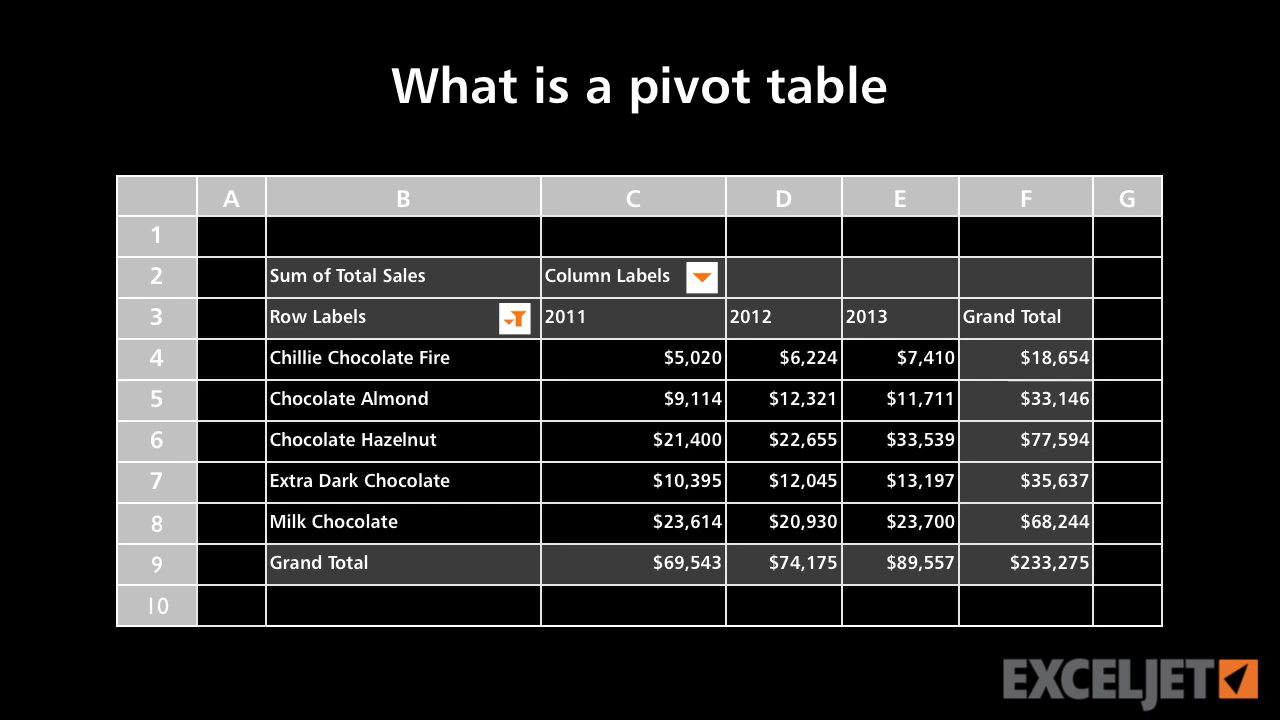 What is a pivot table
A B C D E F G
1
2 Sum of Total Sales Column Labels
3 Row Labels 2011 2012 2013 Grand Total
4 Chillie Chocolate Fire $5,020 $6,224 $7,410 $18,654
5 Chocolate Almond $9,114 $12,321 $11,711 $33,146
6 Chocolate Hazelnut $21,400 $22,655 $33,539 $77,594
7 Extra Dark Chocolate $10,395 $12,045 $13,197 $35,637
8 Milk Chocolate $23,614 $20,930 $23,700 $68,244
9 Grand Total $69,543 $74,175 $89,557 $233,275
10
EXCELJET